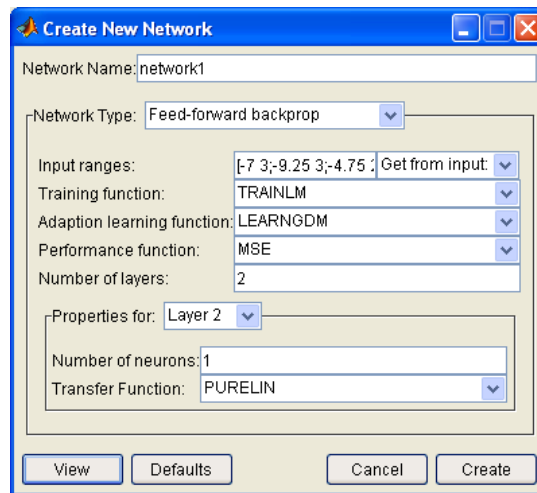 Create New Network
Network Name: network1
Network Type: Feed-forward backprop
Input ranges: [-7 3;-9.25 3;-4.75 Get from input:
Training function: TRAINLM
Adaption learning function: LEARNGDM
Performance function: MSE
Number of layers: 2
Properties for: Layer 2
Number of neurons: 1
Transfer Function: PURELIN
View Defaults Cancel Create